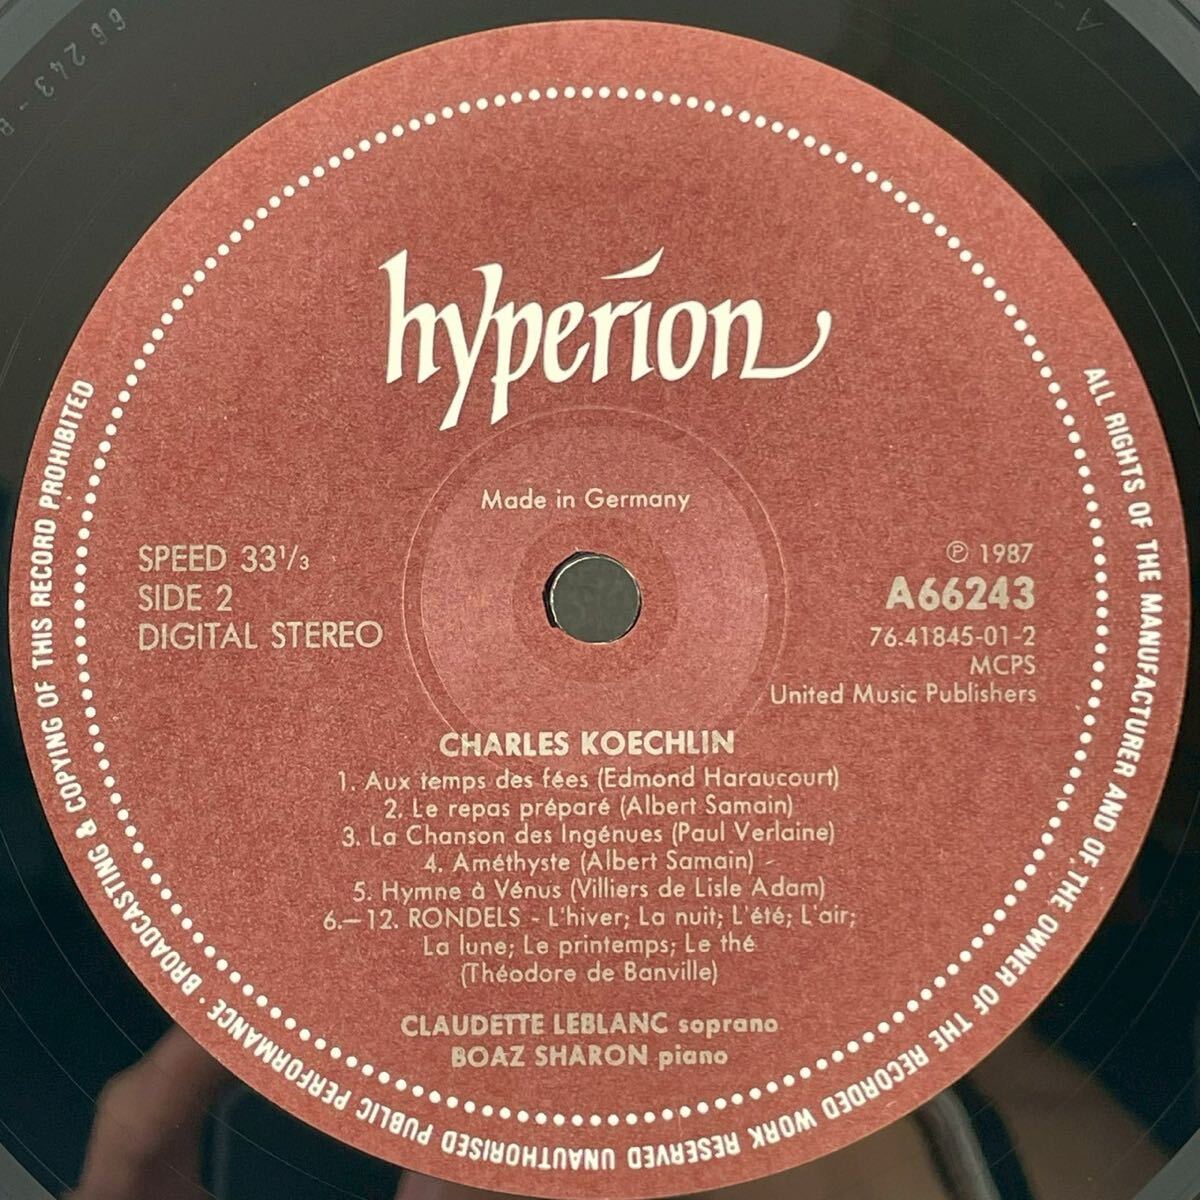 hyperion
Made in Germany
SPEED 33 1/3
SIDE 2
DIGITAL STEREO
℗ 1987
A66243
76.41845-01-2
MCPS
United Music Publishers
CHARLES KOECHLIN
1. Aux temps des fées (Edmond Haraucourt)
2. Le repas préparé (Albert Samain)
3. La Chanson des Ingénues (Paul Verlaine)
4. Améthyste (Albert Samain) -
5. Hymne à Vénus (Villiers de Lisle Adam)
6.—12. RONDELS - L'hiver; La nuit; L'été; L'air;
La lune; Le printemps; Le thé
(Théodore de Banville)
CLAUDETTE LEBLANC soprano
BOAZ SHARON piano
ALL RIGHTS OF THE MANUFACTURER AND OF THE OWNER OF THE RECORDED WORK RESERVED UNAUTHORISED PUBLIC PERFORMANCE · BROADCASTING & COPYING OF THIS RECORD PROHIBITED
66243-B